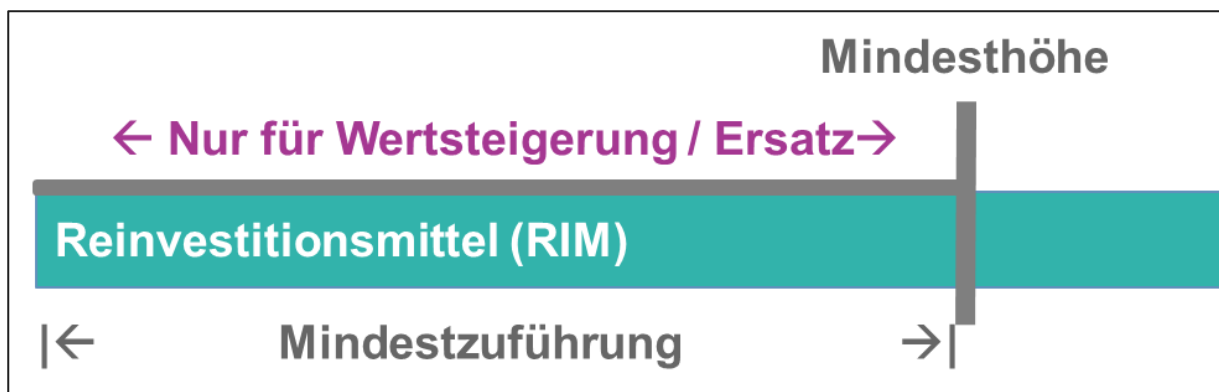 Mindesthöhe
← Nur für Wertsteigerung / Ersatz→
Reinvestitionsmittel (RIM)
|← Mindestzuführung →|